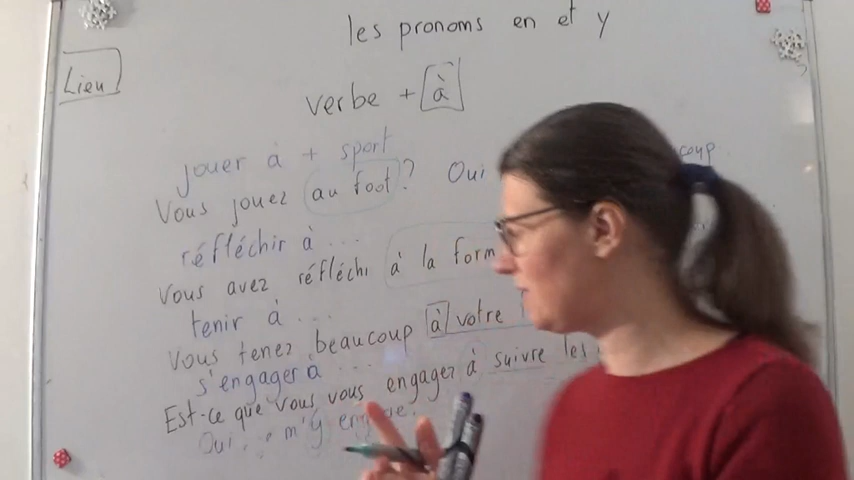 les pronoms en et y
Lieu
verbe + à
jouer à + sport
Vous jouez au foot? Oui
réfléchir à ...
Vous avez réfléchi à la form
tenir à ...
Vous tenez beaucoup à votre
s'engager à ...
Est-ce que vous vous engagez à suivre les
Oui ... m'y engage.